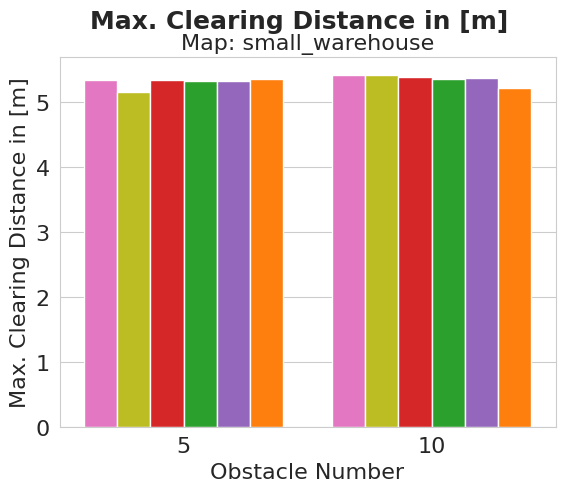 Max. Clearing Distance in [m]
Map: small_warehouse
Max. Clearing Distance in [m]
5
4
3
2
1
0
5
10
Obstacle Number